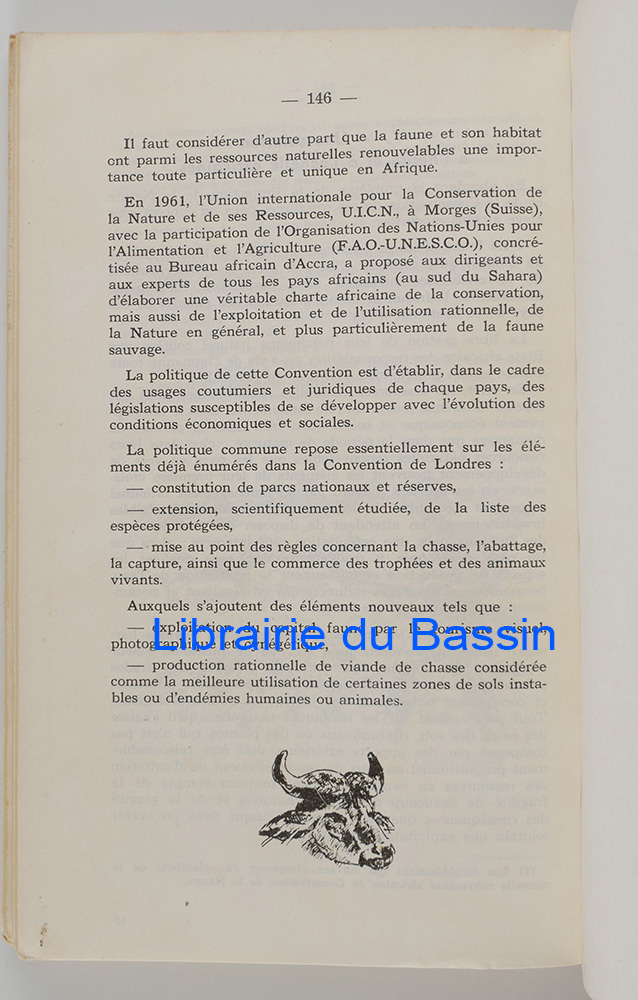 — 146 —
Il faut considérer d'autre part que la faune et son habitat
ont parmi les ressources naturelles renouvelables une impor-
tance toute particulière et unique en Afrique.
En 1961, l'Union internationale pour la Conservation de
la Nature et de ses Ressources, U.I.C.N., à Morges (Suisse),
avec la participation de l'Organisation des Nations-Unies pour
l'Alimentation et l'Agriculture (F.A.O.-U.N.E.S.C.O.), concré-
tisée au Bureau africain d'Accra, a proposé aux dirigeants et
aux experts de tous les pays africains (au sud du Sahara)
d'élaborer une véritable charte africaine de la conservation,
mais aussi de l'exploitation et de l'utilisation rationnelle, de
la Nature en général, et plus particulièrement de la faune
sauvage.
La politique de cette Convention est d'établir, dans le cadre
des usages coutumiers et juridiques de chaque pays, des
législations susceptibles de se développer avec l'évolution des
conditions économiques et sociales.
La politique commune repose essentiellement sur les élé-
ments déjà énumérés dans la Convention de Londres :
— constitution de parcs nationaux et réserves,
— extension, scientifiquement étudiée, de la liste des
espèces protégées,
— mise au point des règles concernant la chasse, l'abattage,
la capture, ainsi que le commerce des trophées et des animaux
vivants.
Auxquels s'ajoutent des éléments nouveaux tels que :
— exploitation du capital faune par le tourisme visuel,
photographique et cynégétique,
Librairie du Bassin
— production rationnelle de viande de chasse considérée
comme la meilleure utilisation de certaines zones de sols insta-
bles ou d'endémies humaines ou animales.